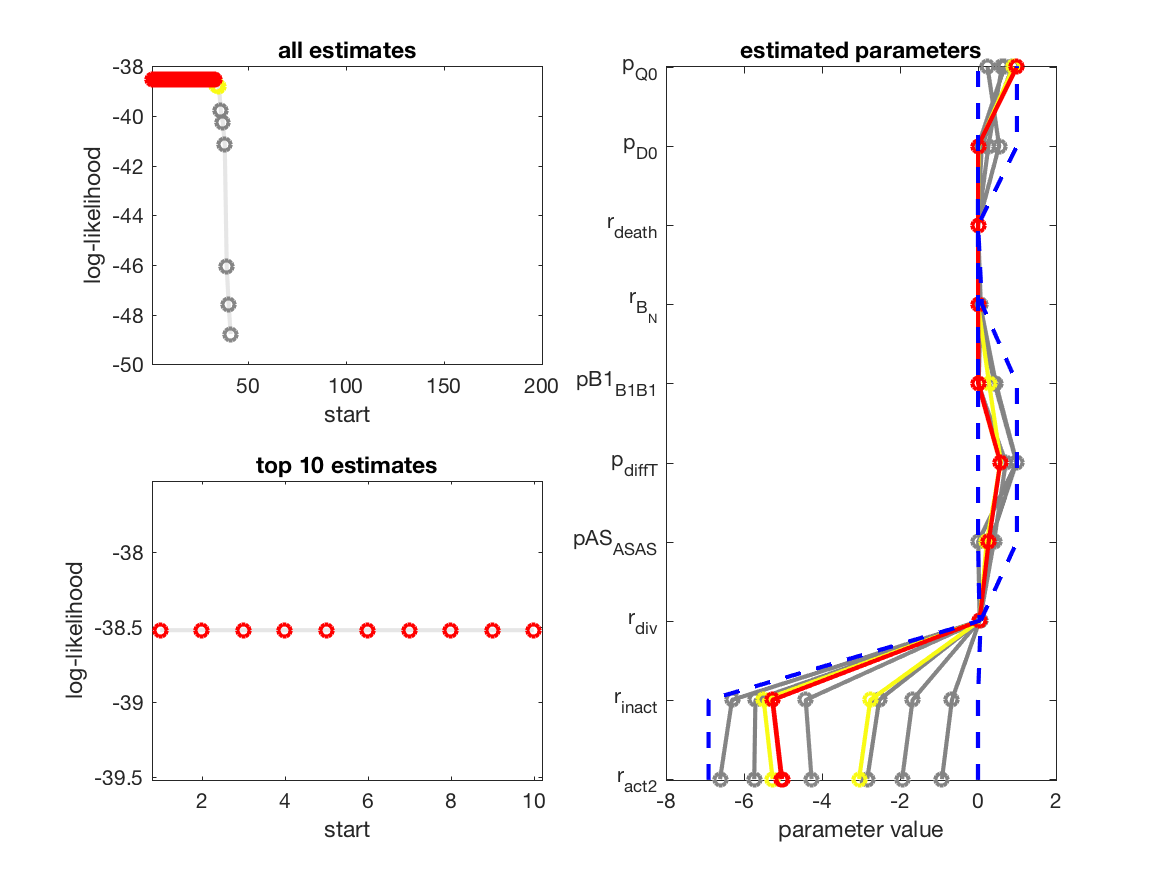 all estimates
-38
-40
-42
-44
-46
-48
-50
log-likelihood
50
100
150
200
start
top 10 estimates
-38
-38.5
-39
-39.5
log-likelihood
2
4
6
8
10
start
estimated parameters
p_Q0
p_D0
r_death
r_B_N
pB1_B1B1
p_diffT
pAS_ASAS
r_div
r_inact
r_act2
-8
-6
-4
-2
0
2
parameter value